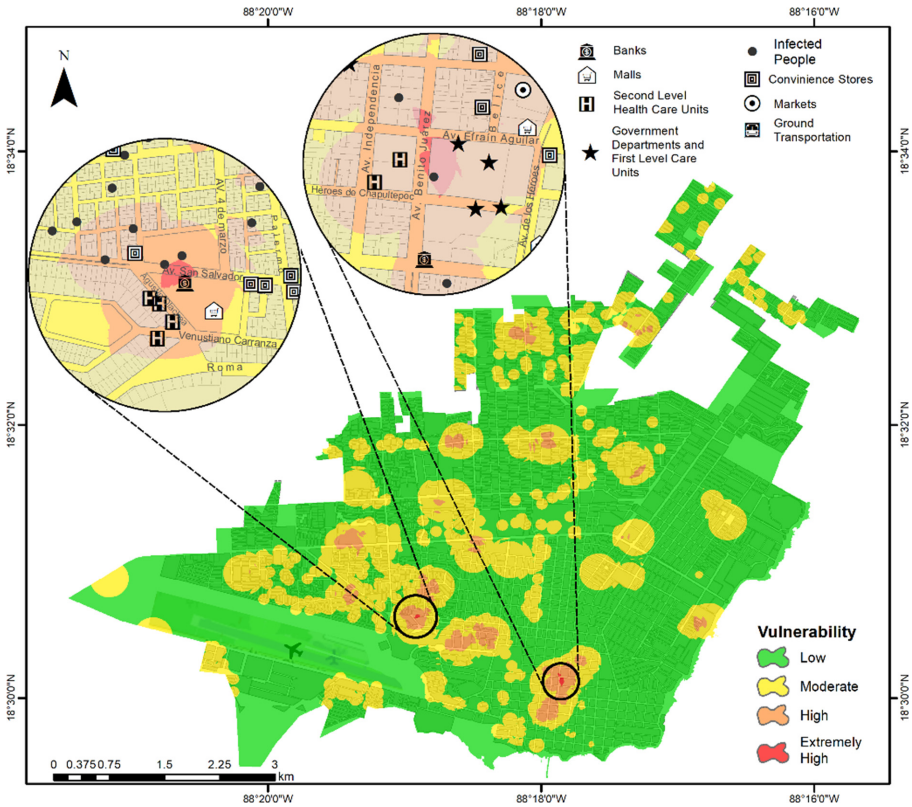 88°20'0"W
88°18'0"W
88°16'0"W
N
Banks
Malls
Second Level
Health Care Units
Government
Departments and
First Level Care
Units
Infected
People
Convinience Stores
Markets
Ground
Transportation
Av. Independencia
Av. Benito Juárez
Belice
Av. Efraín Aguilar
Héroes de Chapultepec
Av. de los Héroes
Av. 4 de marzo
Palermo
Av. San Salvador
Venustiano Carranza
Roma
18°34'0"N
18°34'0"N
18°32'0"N
18°32'0"N
18°30'0"N
18°30'0"N
Vulnerability
Low
Moderate
High
Extremely
High
0 0.375 0.75 1.5 2.25 3
km
88°20'0"W
88°18'0"W
88°16'0"W